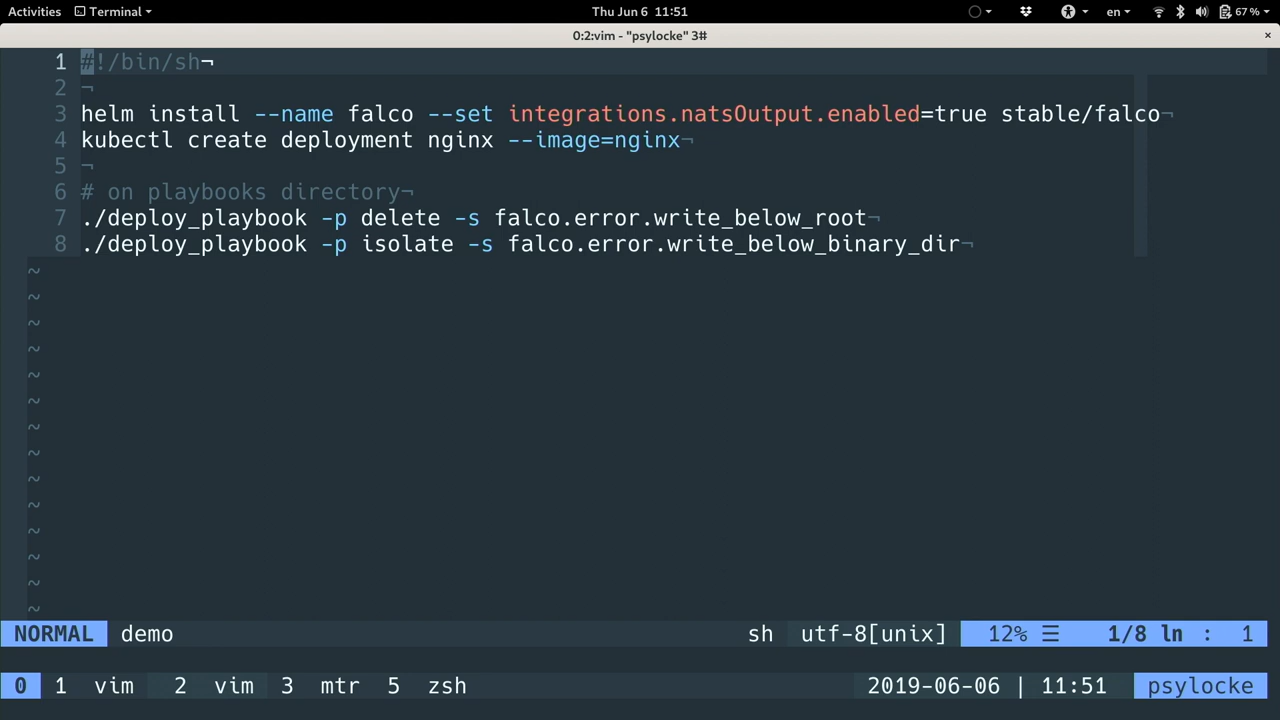 Activities Terminal Thu Jun 6 11:51 en 67 %
0:2:vim - "psylocke" 3# ×
1 #!/bin/sh¬
2 ¬
3 helm install --name falco --set integrations.natsOutput.enabled=true stable/falco¬
4 kubectl create deployment nginx --image=nginx¬
5 ¬
6 # on playbooks directory¬
7 ./deploy_playbook -p delete -s falco.error.write_below_root¬
8 ./deploy_playbook -p isolate -s falco.error.write_below_binary_dir¬
~
~
~
~
~
~
~
~
~
~
~
~
~
~
NORMAL demo sh utf-8[unix] 12% ☰ 1/8 ln : 1
0 1 vim 2 vim 3 mtr 5 zsh 2019-06-06 | 11:51 psylocke